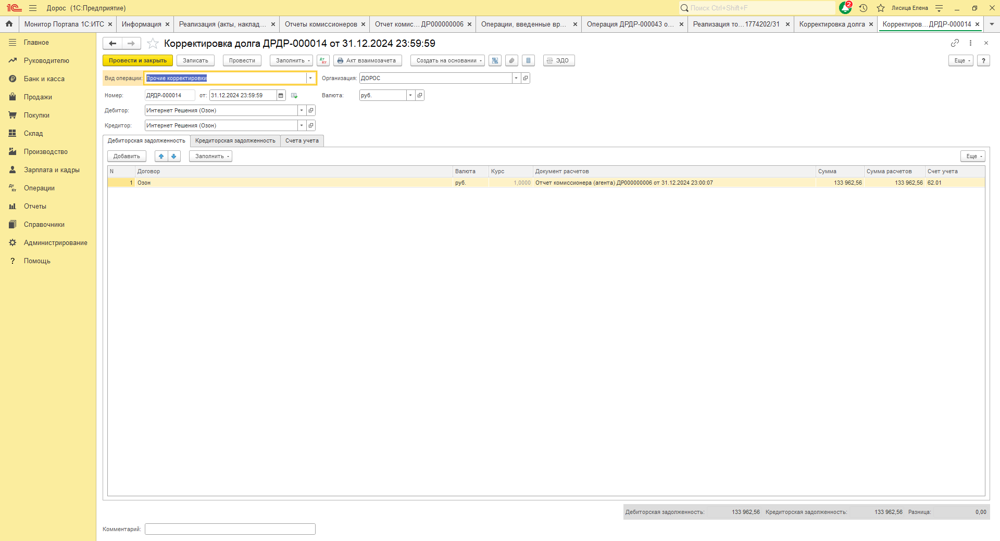 1С Дорос (1С:Предприятие) Поиск Ctrl+Shift+F 2 Лисица Елена
Монитор Портала 1С:ИТС Информация Реализация (акты, наклад... Отчеты комиссионеров Отчет комис... ДР000000006 Операции, введенные вр... Операция ДРДР-000043 о... Реализация то...1774202/31 Корректировка долга Корректиров...ДРДР-000014
Главное
Руководителю
Банк и касса
Продажи
Покупки
Склад
Производство
Зарплата и кадры
Дт Кт Операции
Отчеты
Справочники
Администрирование
? Помощь
Корректировка долга ДРДР-000014 от 31.12.2024 23:59:59
Провести и закрыть Записать Провести Заполнить Дт Кт Акт взаимозачета Создать на основании ЭДО Еще ?
Вид операции: Прочие корректировки Организация: ДОРОС
Номер: ДРДР-000014 от: 31.12.2024 23:59:59 Валюта: руб.
Дебитор: Интернет Решения (Озон)
Кредитор: Интернет Решения (Озон)
Дебиторская задолженность Кредиторская задолженность Счета учета
Добавить Заполнить Еще
N Договор Валюта Курс Документ расчетов Сумма Сумма расчетов Счет учета
1 Озон руб. 1,0000 Отчет комиссионера (агента) ДР000000006 от 31.12.2024 23:00:07 133 962,56 133 962,56 62.01
Дебиторская задолженность: 133 962,56 Кредиторская задолженность: 133 962,56 Разница: 0,00
Комментарий: